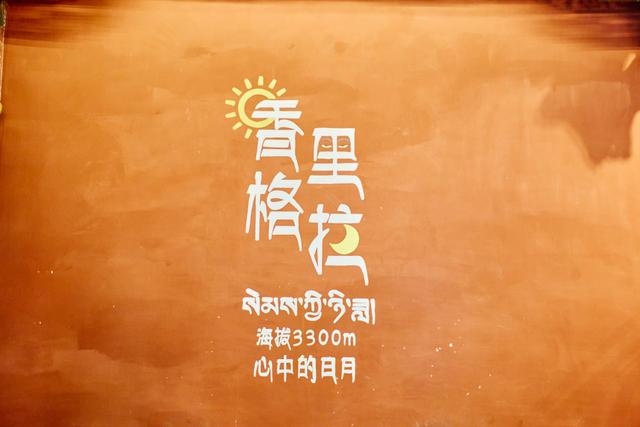 香里
格拉
སེམས་ཀྱི་ཉི་ཟླ།
海拔3300m
心中的日月